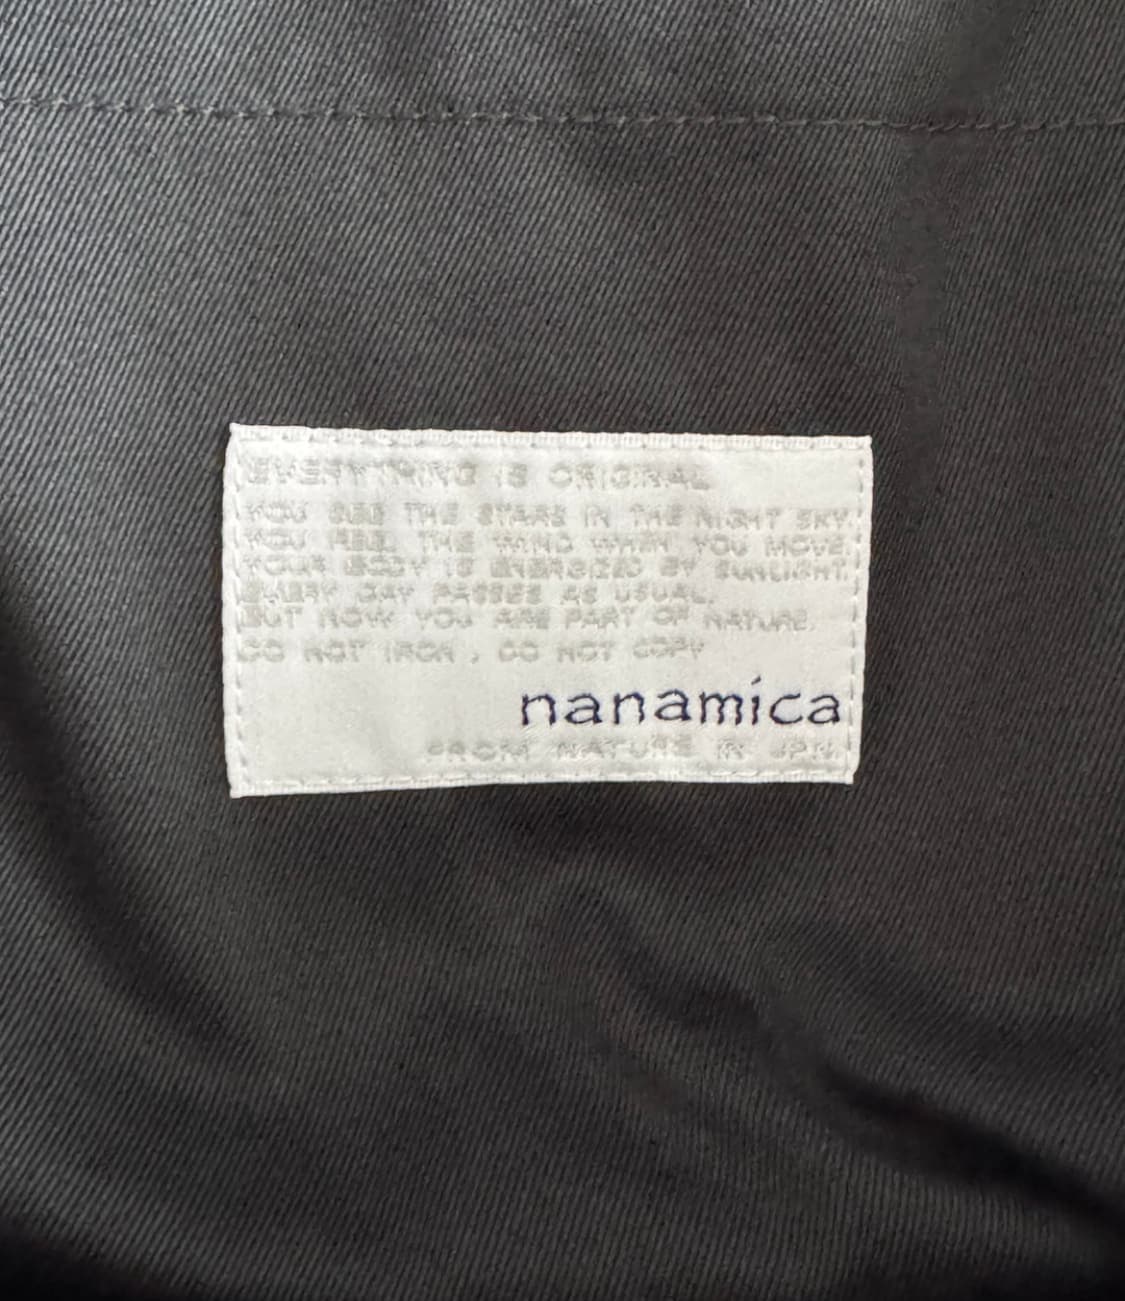 EVERYTHING IS ORIGINAL
YOU SEE THE STARS IN THE NIGHT SKY.
YOU FEEL THE WIND WHEN YOU MOVE.
YOUR BODY IS ENERGIZED BY SUNLIGHT.
EVERY DAY PASSES AS USUAL.
BUT NOW YOU ARE PART OF NATURE.
DO NOT IRON , DO NOT COPY
nanamica
FROM NATURE IN JPN.